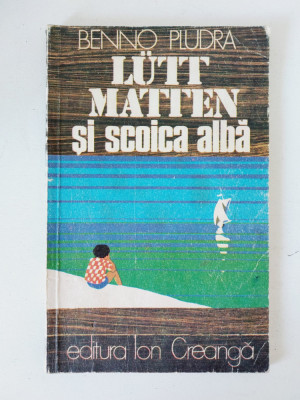 BENNO PLUDRA
LÜTT
MATTEN
și scoica albă
editura Ion Creangă